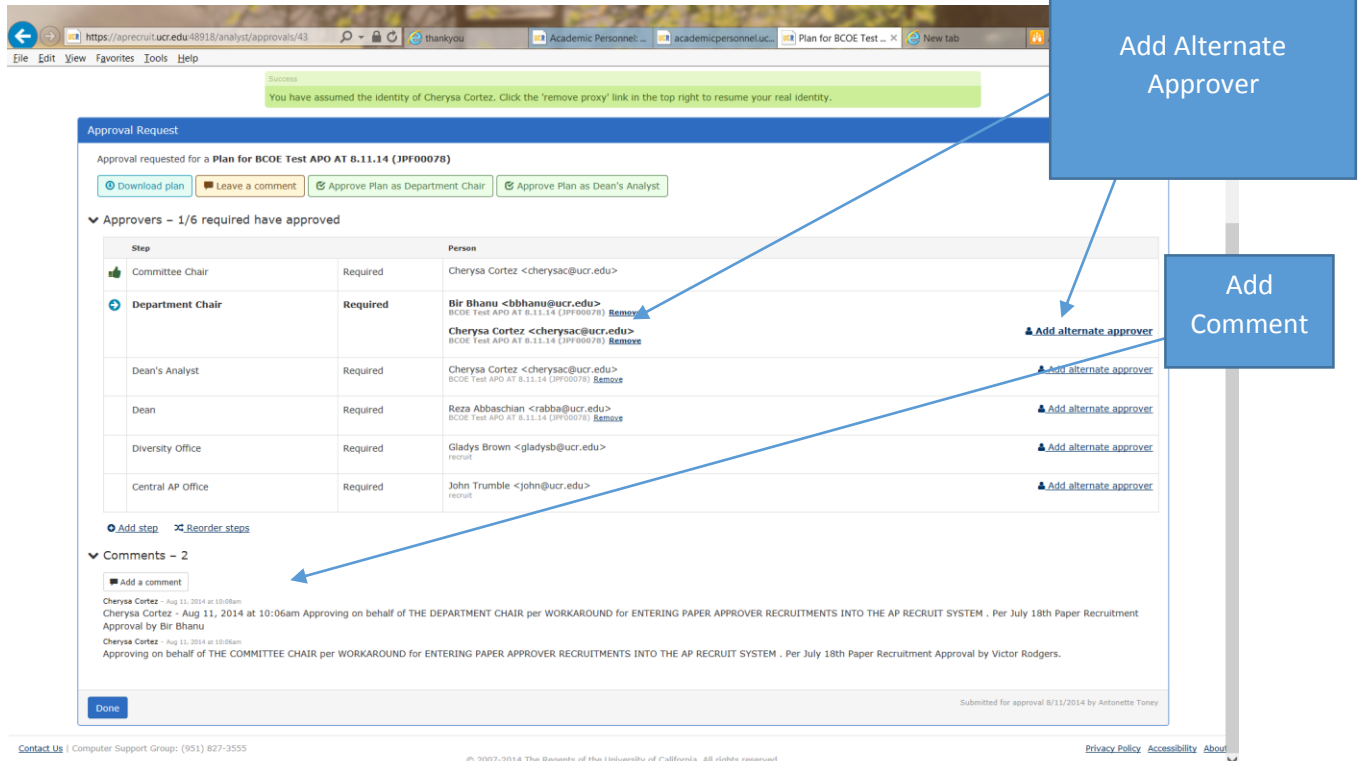 https://aprecruit.ucr.edu:48918/analyst/approvals/43
thankyou
Academic Personnel: ...
academicpersonnel.uc...
Plan for BCOE Test ...
New tab
File Edit View Favorites Tools Help
Add Alternate
Approver
Success
You have assumed the identity of Cherysa Cortez. Click the 'remove proxy' link in the top right to resume your real identity.
Approval Request
Approval requested for a Plan for BCOE Test APO AT 8.11.14 (JPF00078)
Download plan Leave a comment Approve Plan as Department Chair Approve Plan as Dean's Analyst
Approvers – 1/6 required have approved
Step Person
Committee Chair Required Cherysa Cortez <cherysac@ucr.edu>
Add
Comment
Department Chair Required Bir Bhanu <bbhanu@ucr.edu>
BCOE Test APO AT 8.11.14 (JPF00078) Remove
Cherysa Cortez <cherysac@ucr.edu> Add alternate approver
BCOE Test APO AT 8.11.14 (JPF00078) Remove
Dean's Analyst Required Cherysa Cortez <cherysac@ucr.edu> Add alternate approver
BCOE Test APO AT 8.11.14 (JPF00078) Remove
Dean Required Reza Abbaschian <rabba@ucr.edu> Add alternate approver
BCOE Test APO AT 8.11.14 (JPF00078) Remove
Diversity Office Required Gladys Brown <gladysb@ucr.edu> Add alternate approver
recruit
Central AP Office Required John Trumble <john@ucr.edu> Add alternate approver
recruit
Add step Reorder steps
Comments – 2
Add a comment
Cherysa Cortez - Aug 11, 2014 at 10:08am
Cherysa Cortez - Aug 11, 2014 at 10:06am Approving on behalf of THE DEPARTMENT CHAIR per WORKAROUND for ENTERING PAPER APPROVER RECRUITMENTS INTO THE AP RECRUIT SYSTEM . Per July 18th Paper Recruitment
Approval by Bir Bhanu
Cherysa Cortez - Aug 11, 2014 at 10:06am
Approving on behalf of THE COMMITTEE CHAIR per WORKAROUND for ENTERING PAPER APPROVER RECRUITMENTS INTO THE AP RECRUIT SYSTEM . Per July 18th Paper Recruitment Approval by Victor Rodgers.
Done
Submitted for approval 8/11/2014 by Antonette Toney
Contact Us | Computer Support Group: (951) 827-3555
Privacy Policy Accessibility About
© 2007-2014 The Regents of the University of California. All rights reserved.